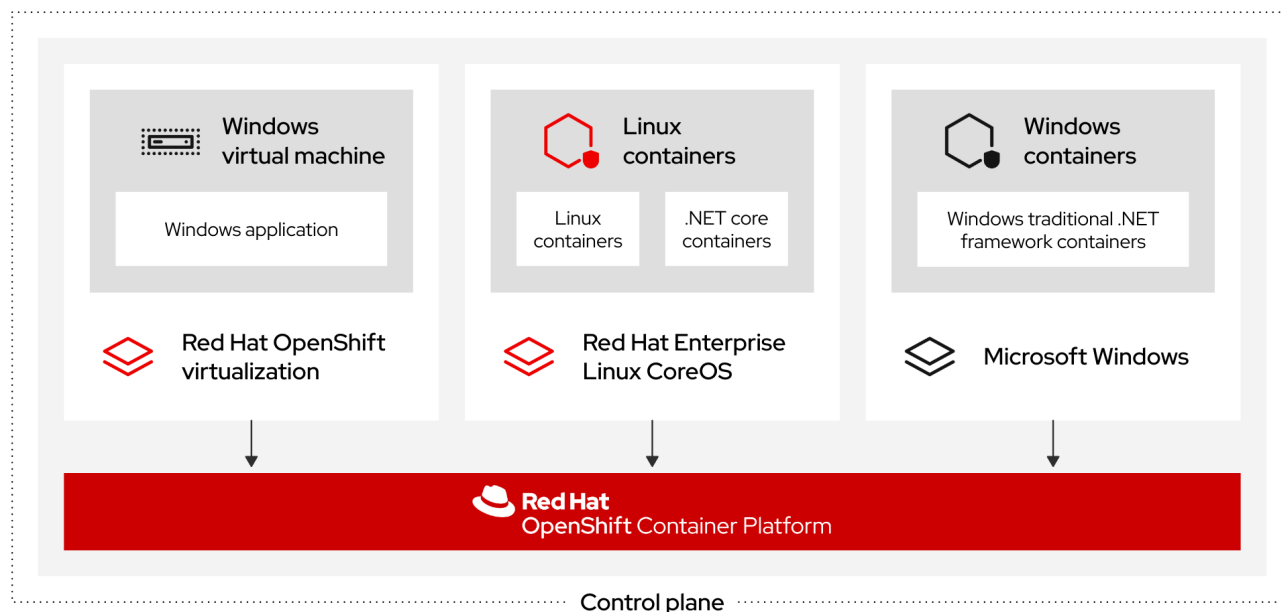 Windows
virtual machine
Windows application
Red Hat OpenShift
virtualization
Linux
containers
Linux
containers
.NET core
containers
Red Hat Enterprise
Linux CoreOS
Windows
containers
Windows traditional .NET
framework containers
Microsoft Windows
Red Hat
OpenShift Container Platform
Control plane